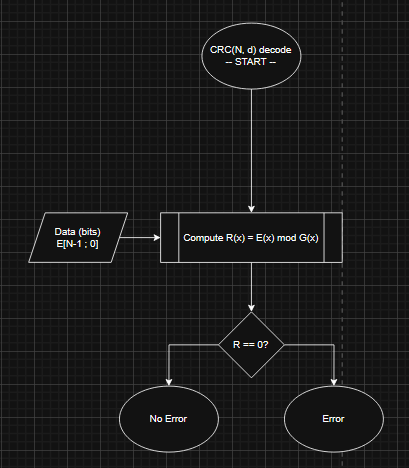 CRC(N, d) decode
-- START --
Data (bits)
E[N-1 ; 0]
Compute R(x) = E(x) mod G(x)
R == 0?
No Error
Error